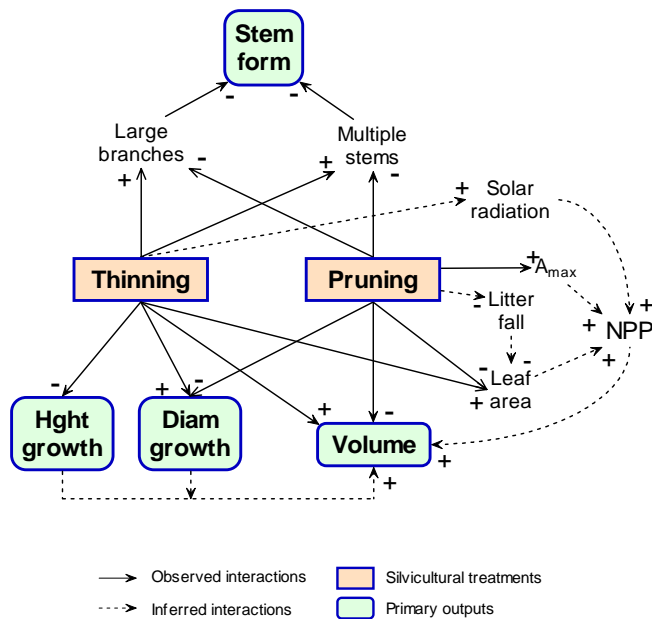 Stem
form
-
-
Large
branches
Multiple
stems
+
-
+
-
+
Solar
radiation
Thinning
Pruning
+
Amax
-
Litter
fall
+
+
NPP
-
-
+
-
+
-
+
Leaf
area
+
-
Hght
growth
Diam
growth
Volume
+
+
Observed interactions
Silvicultural treatments
Inferred interactions
Primary outputs